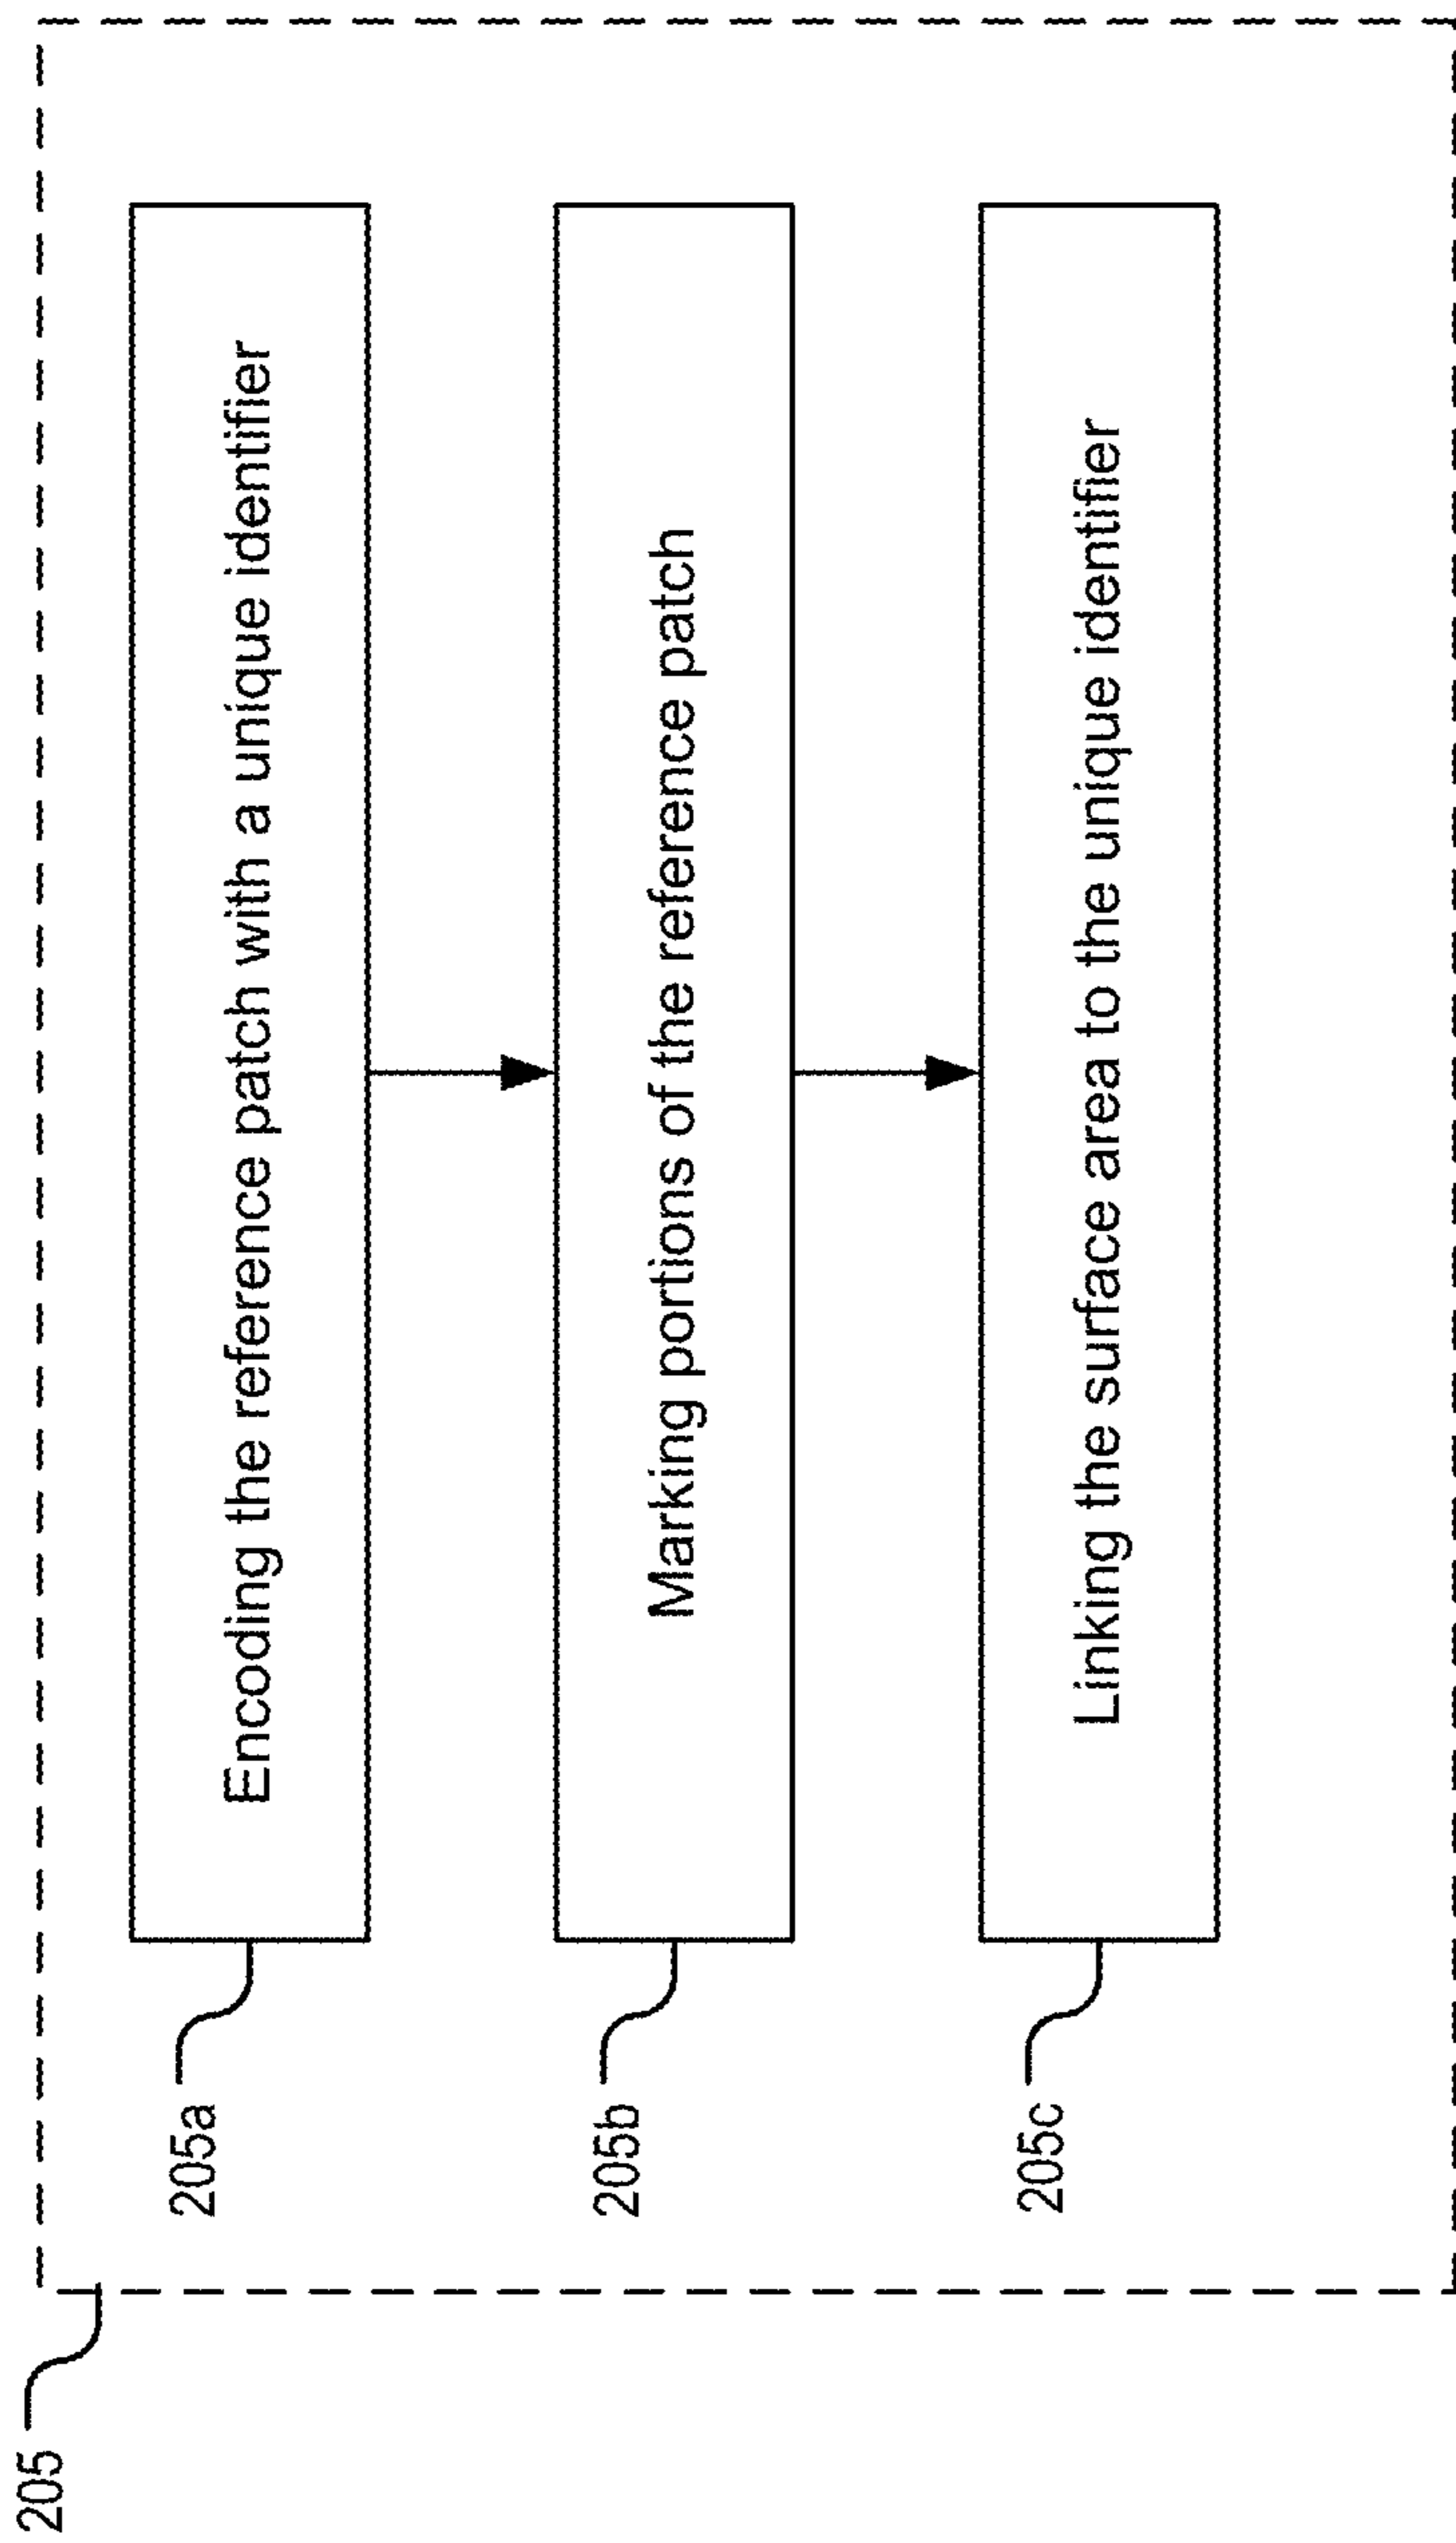 205
205a
Encoding the reference patch with a unique identifier
205b
Marking portions of the reference patch
205c
Linking the surface area to the unique identifier